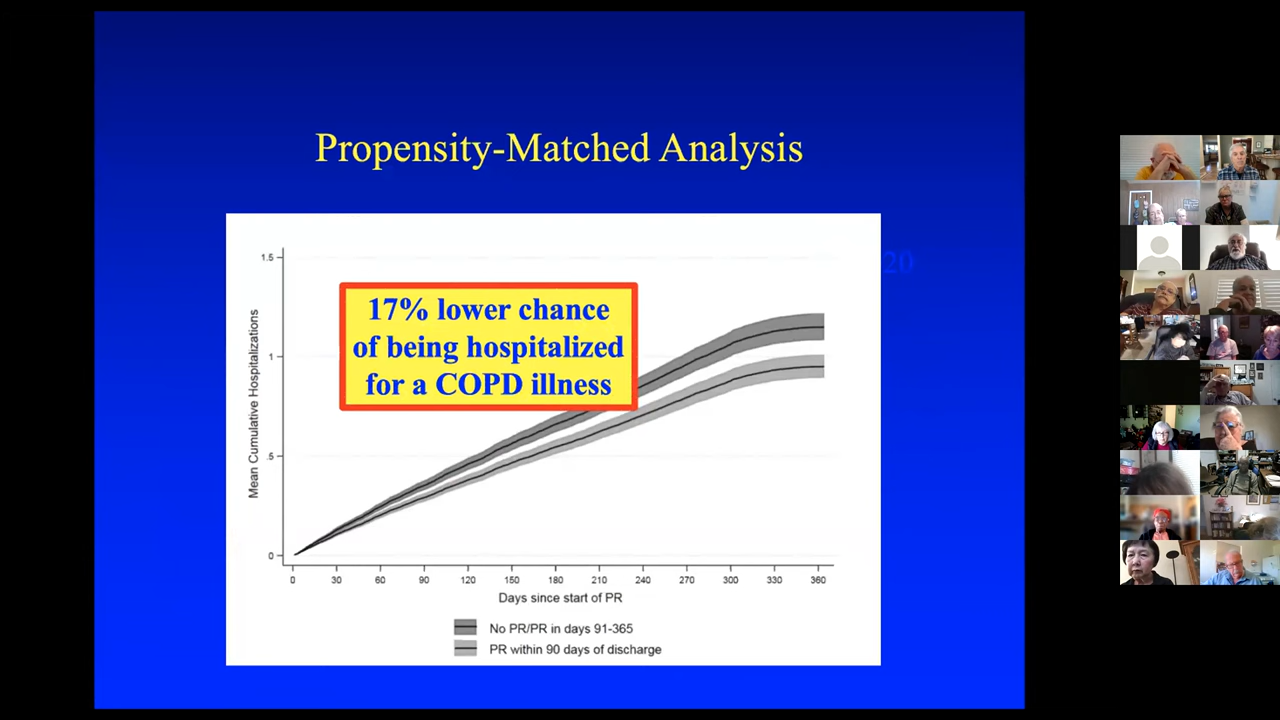 Propensity-Matched Analysis
20
17% lower chance
of being hospitalized
for a COPD illness
Mean Cumulative Hospitalizations
1.5
1
.5
0
0 30 60 90 120 150 180 210 240 270 300 330 360
Days since start of PR
No PR/PR in days 91-365
PR within 90 days of discharge